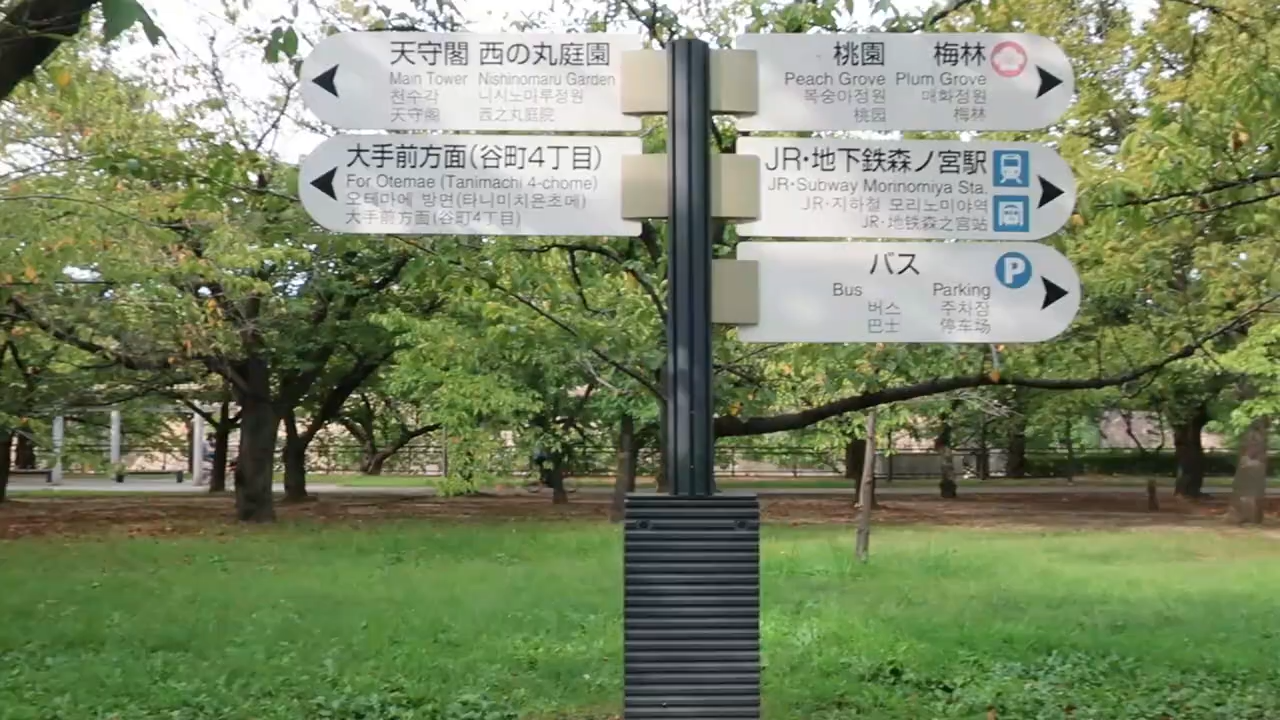 天守閣 西の丸庭園
Main Tower Nishinomaru Garden
천수각 니시노마루정원
天守阁 西之丸庭院
大手前方面(谷町4丁目)
For Otemae (Tanimachi 4-chome)
오테마에 방면(타니마치욘초메)
大手前方面(谷町4丁目)
桃園 梅林
Peach Grove Plum Grove
복숭아정원 매화정원
桃园 梅林
JR・地下鉄森ノ宮駅
JR・Subway Morinomiya Sta.
JR・지하철 모리노미야역
JR・地铁森之宫站
バス P
Bus Parking
버스 주차장
巴士 停车场